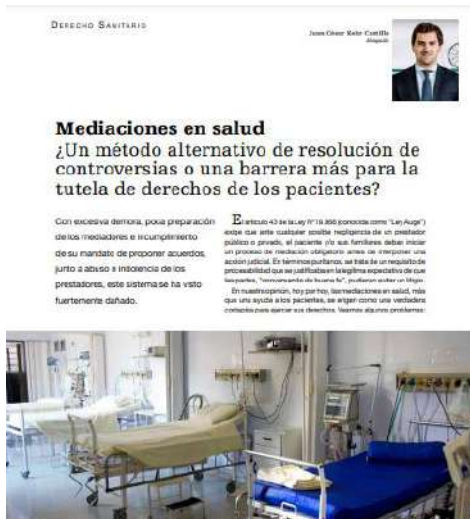 DERECHO SANITARIO
Abogado
Mediaciones en salud
¿Un método alternativo de resolución de
controversias o una barrera más para la
tutela de derechos de los pacientes?
Con excesiva demora, poca preparación
de los mediadores e incumplimiento
de su mandato de proponer acuerdos,
junto a abuso e indolencia de los
prestadores, este sistema se ha visto
fuertemente dañado.
El artículo 43 de la Ley N° 19.966 (conocida como "Ley Auge")
exige que ante cualquier posible negligencia de un prestador
público o privado, el paciente y/o sus familiares deban iniciar
un proceso de mediación obligatorio antes de interponer una
acción judicial. En términos puntanos, se trata de un requisito de
procesabilidad que se justificaba en la legítima expectativa de que
las partes, "conversando de buena fe", pudieran evitar un litigio.
En nuestra opinión, hoy por hoy, las mediaciones en salud, más
que una ayuda a los pacientes, se erigen como una verdadera
cortapisa para ejercer sus derechos. Veamos algunos problemas: